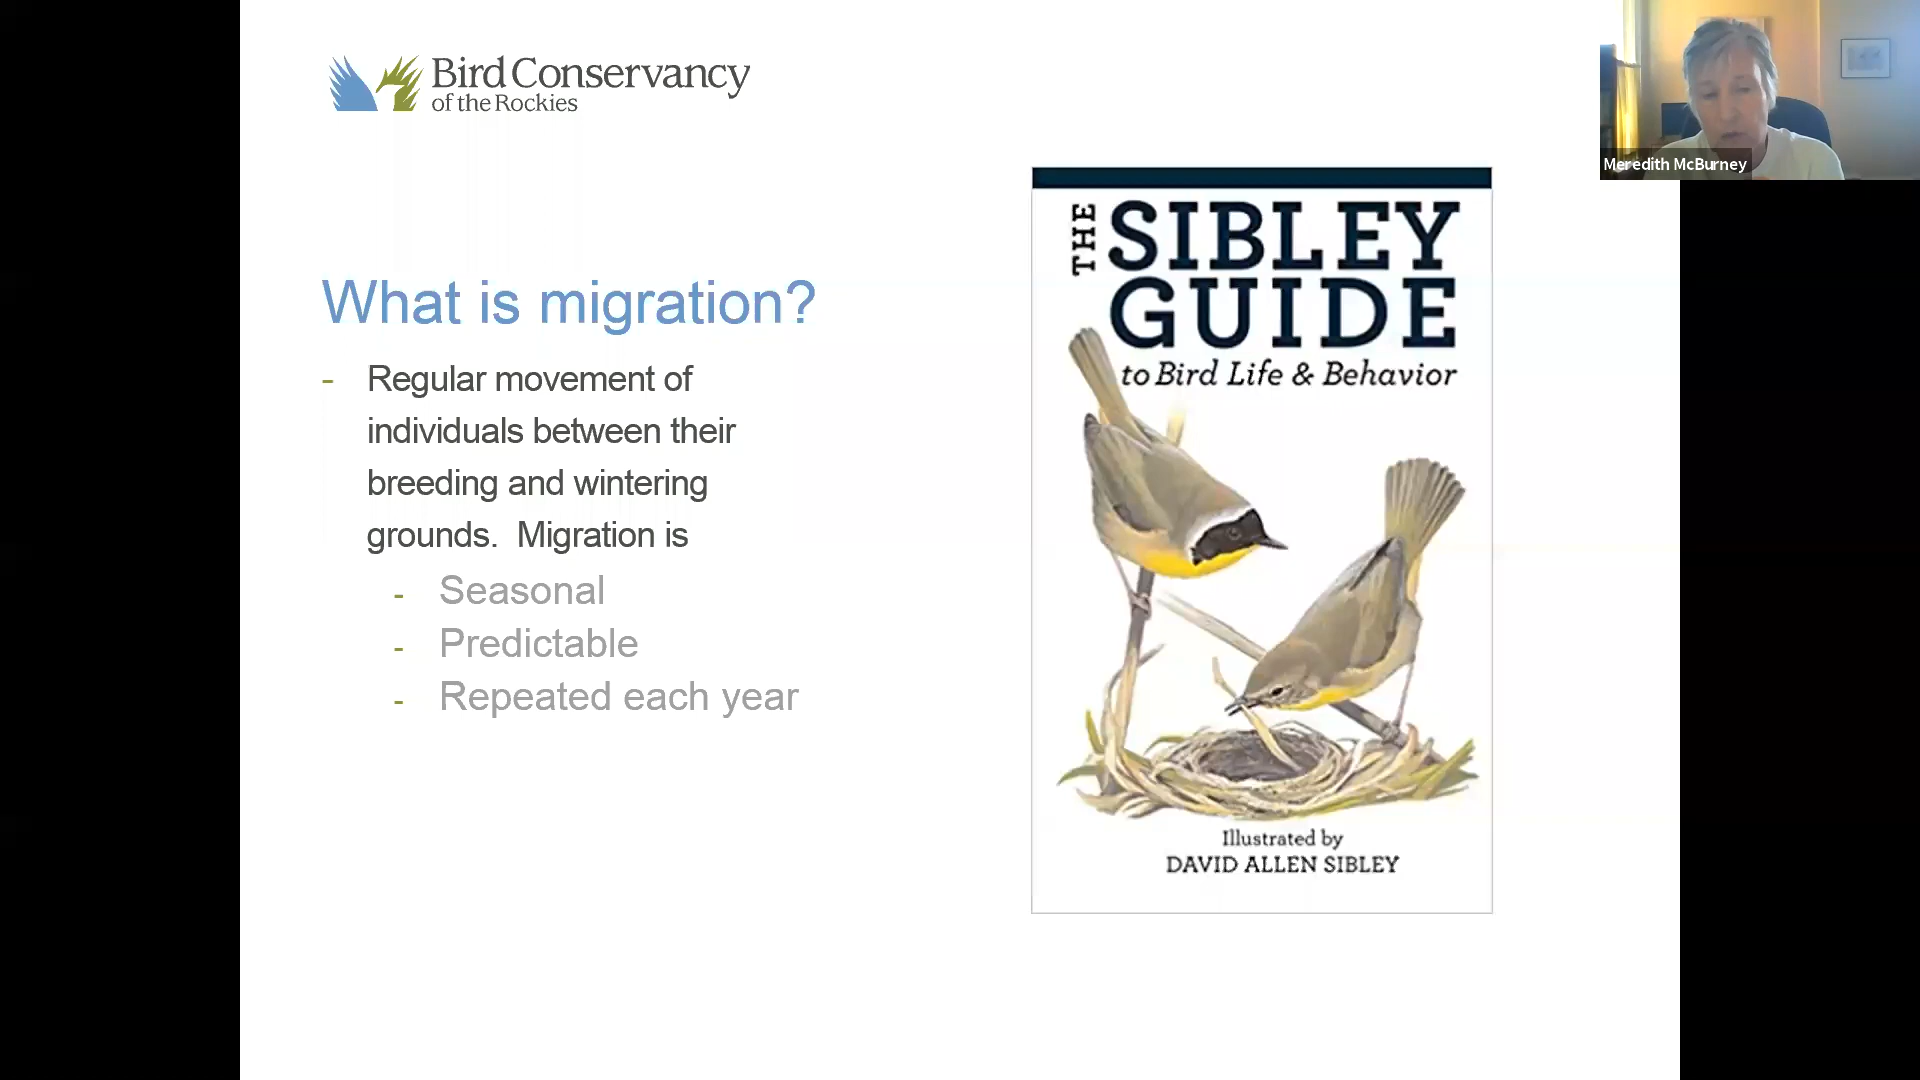 Bird Conservancy
of the Rockies
Meredith McBurney
What is migration?
- Regular movement of
individuals between their
breeding and wintering
grounds.  Migration is
- Seasonal
- Predictable
- Repeated each year
THE
SIBLEY
GUIDE
to Bird Life & Behavior
Illustrated by
DAVID ALLEN SIBLEY